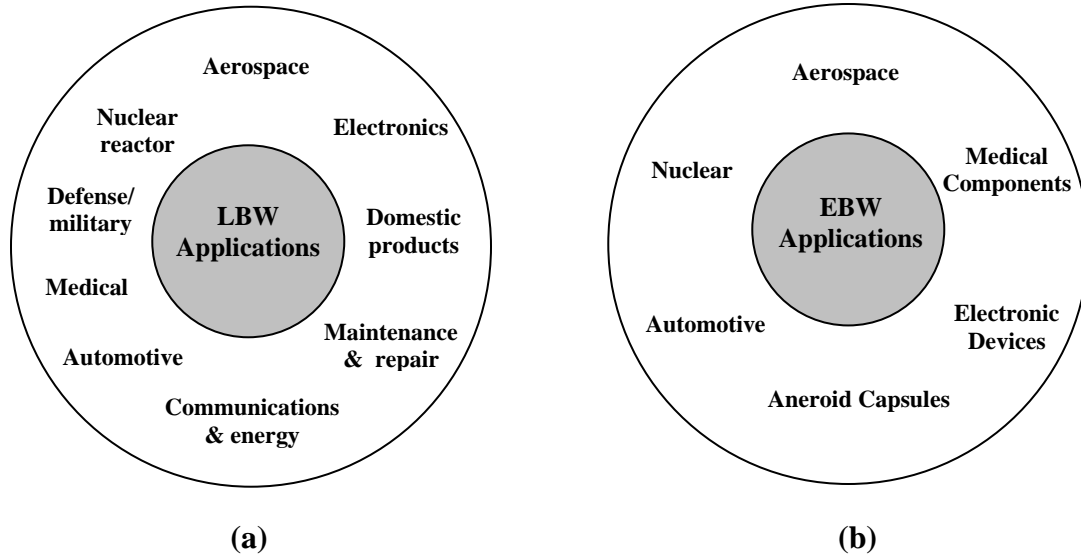 Aerospace
Nuclear
reactor
Electronics
Defense/
military
LBW
Applications
Domestic
products
Medical
Maintenance
& repair
Automotive
Communications
& energy
(a)
Aerospace
Nuclear
Medical
Components
EBW
Applications
Automotive
Electronic
Devices
Aneroid Capsules
(b)